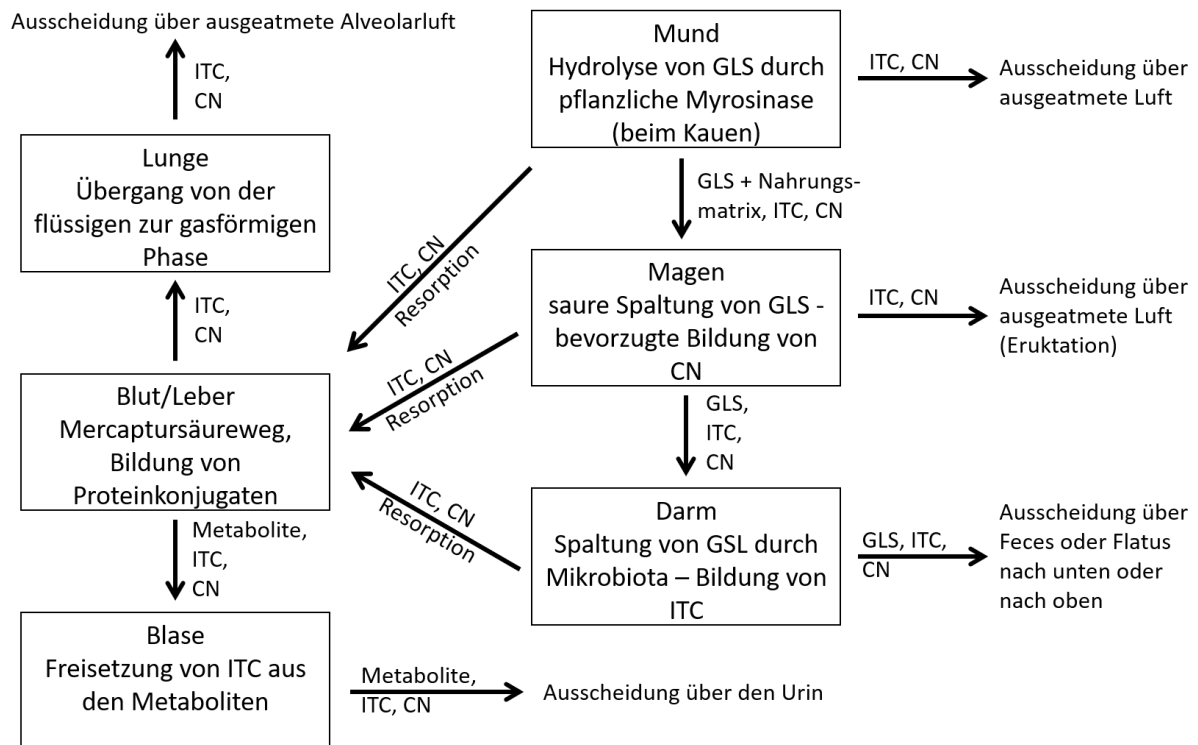 Ausscheidung über ausgeatmete Alveolarluft
ITC,
CN
Lunge
Übergang von der
flüssigen zur gasförmigen
Phase
ITC,
CN
Blut/Leber
Mercaptursäureweg,
Bildung von
Proteinkonjugaten
Metabolite,
ITC,
CN
Blase
Freisetzung von ITC aus
den Metaboliten
Metabolite,
ITC, CN
Ausscheidung über den Urin
Mund
Hydrolyse von GLS durch
pflanzliche Myrosinase
(beim Kauen)
ITC, CN
Ausscheidung über
ausgeatmete Luft
GLS + Nahrungs-
matrix, ITC, CN
ITC, CN
Resorption
Magen
saure Spaltung von GLS -
bevorzugte Bildung von
CN
ITC, CN
Ausscheidung über
ausgeatmete Luft
(Eruktation)
ITC, CN
Resorption
GLS,
ITC,
CN
Darm
Spaltung von GSL durch
Mikrobiota – Bildung von
ITC
ITC, CN
Resorption
GLS, ITC,
CN
Ausscheidung über
Feces oder Flatus
nach unten oder
nach oben